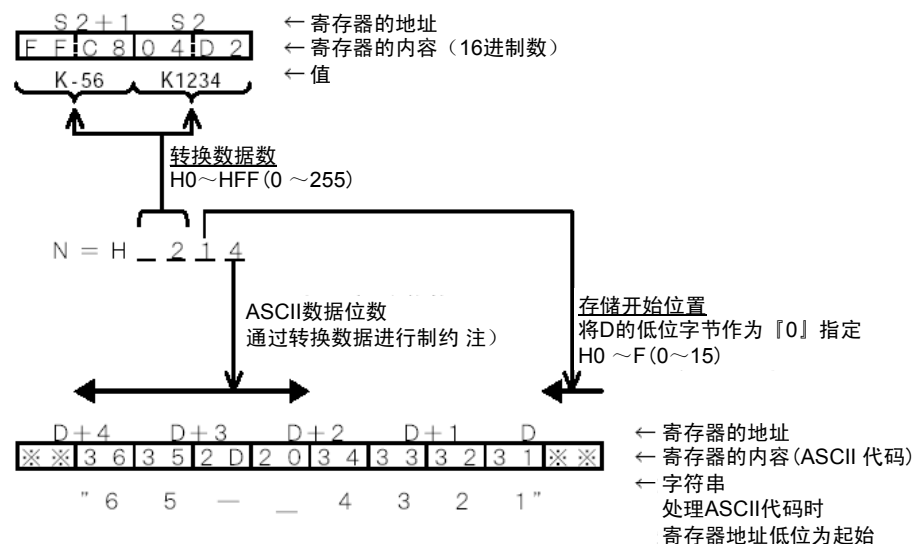 S2+1 S2 ←寄存器的地址
F F C 8 0 4 D 2 ←寄存器的内容（16进制数）
K-56 K1234 ←值
转换数据数
H0～HFF(0 ～255)
N = H _ 2 1 4
ASCII数据位数
通过转换数据进行制约 注）
存储开始位置
将D的低位字节作为『0』指定
H0 ～F(0～15)
D+4 D+3 D+2 D+1 D ←寄存器的地址
※ ※ 3 6 3 5 2 D 2 0 3 4 3 3 3 2 3 1 ※ ※ ←寄存器的内容(ASCII 代码)
" 6 5 — _ 4 3 2 1" ←字符串
处理ASCII代码时
寄存器地址低位为起始